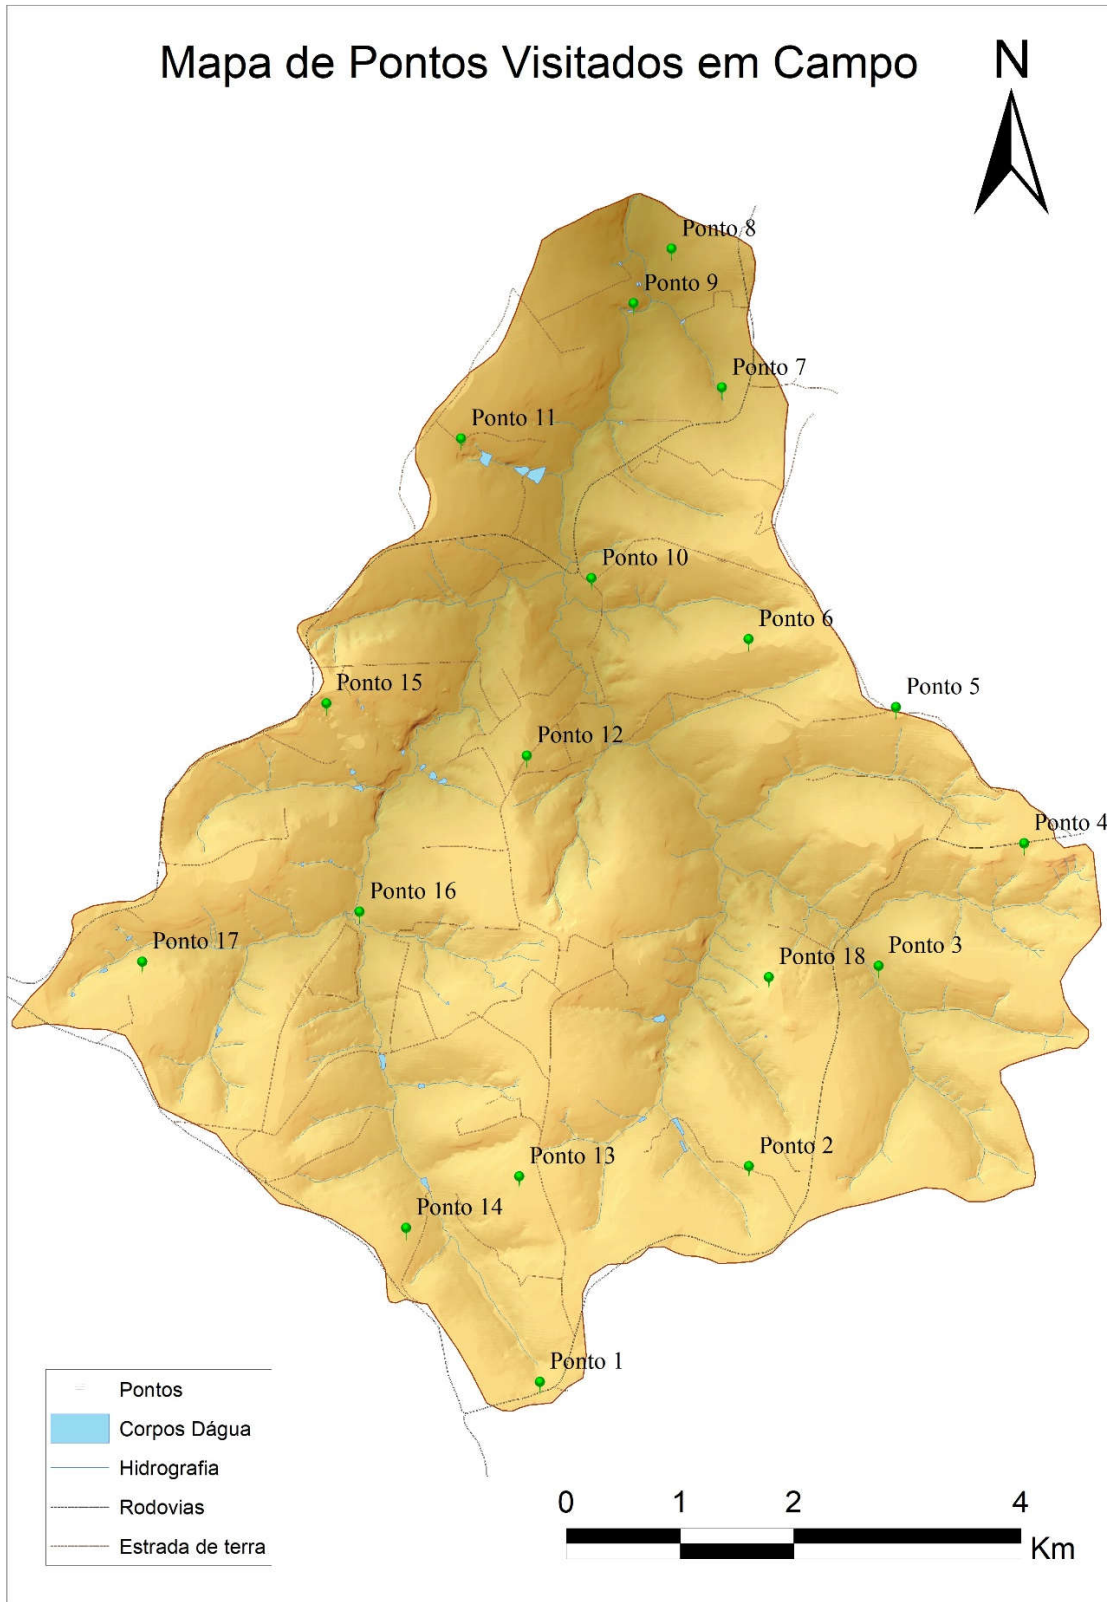 Mapa de Pontos Visitados em Campo
N
Ponto 8
Ponto 9
Ponto 7
Ponto 11
Ponto 10
Ponto 6
Ponto 15
Ponto 5
Ponto 12
Ponto 4
Ponto 16
Ponto 17
Ponto 18
Ponto 3
Ponto 13
Ponto 2
Ponto 14
Ponto 1
Pontos
Corpos Dágua
Hidrografia
Rodovias
Estrada de terra
0 1 2 4
Km